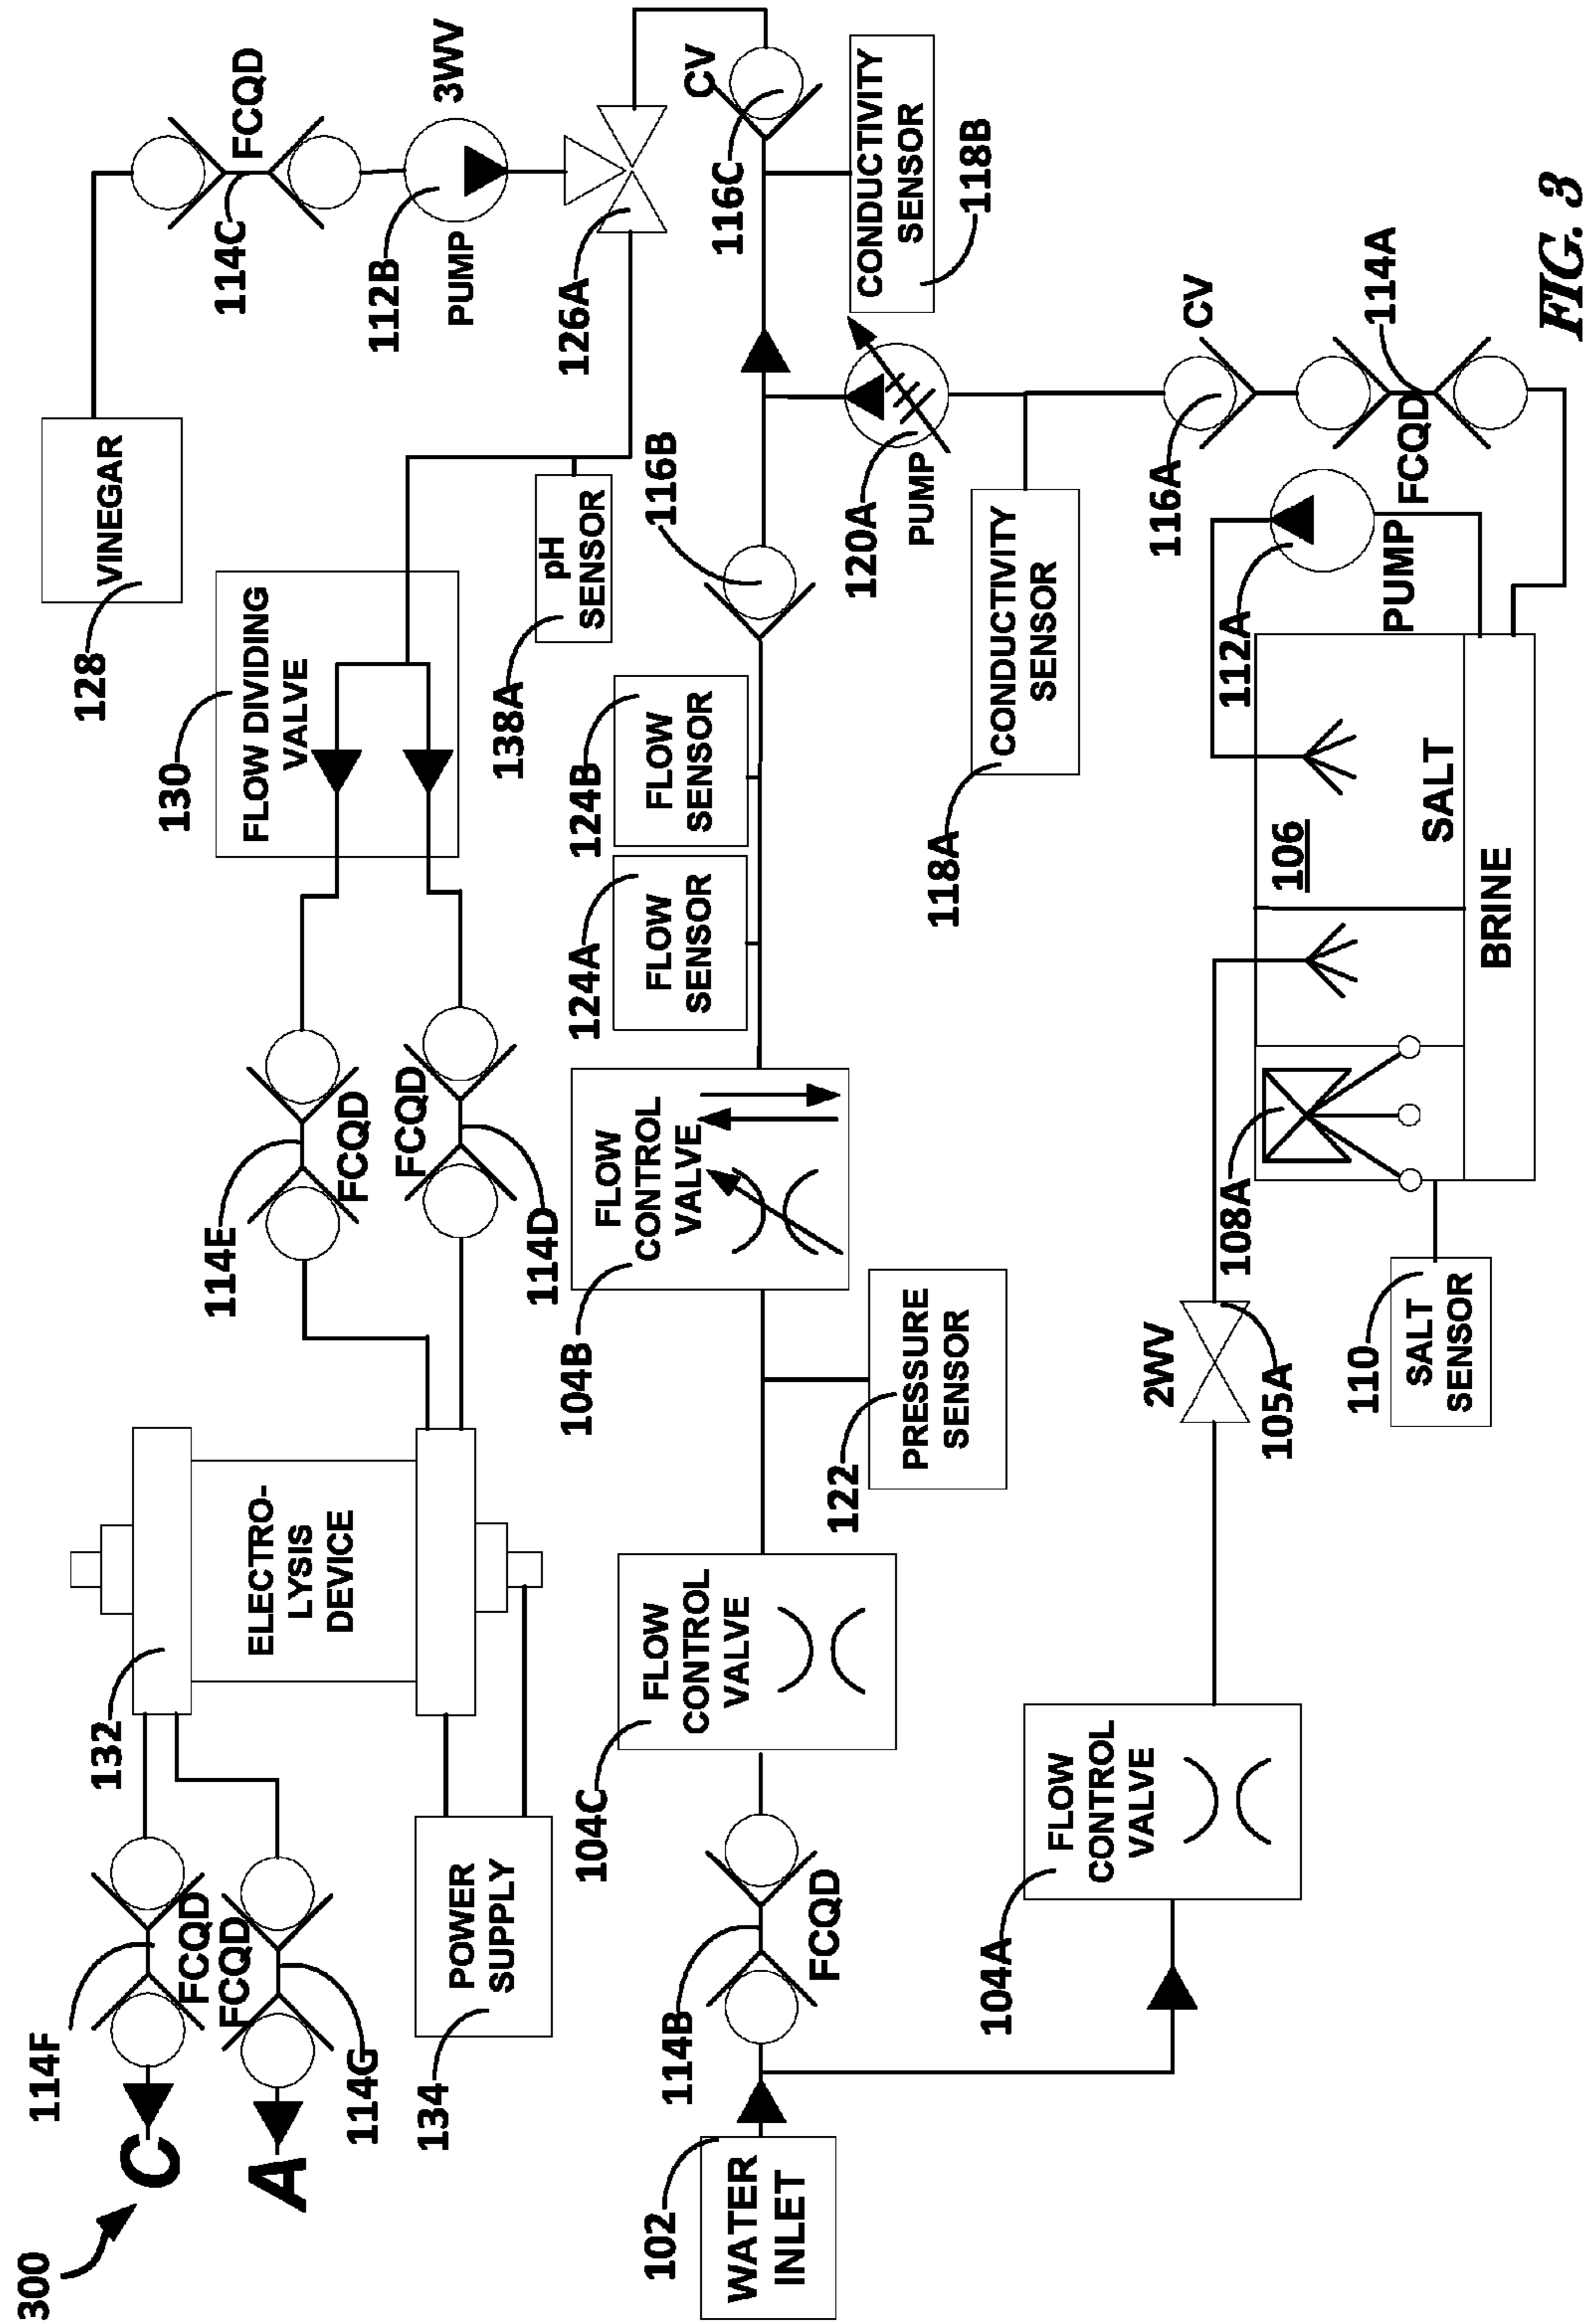 300
C
A
114F
FCQD
FCQD
114G
132
ELECTRO-
LYSIS
DEVICE
134
POWER
SUPPLY
114E
FCQD
FCQD
114D
130
FLOW DIVIDING
VALVE
128
VINEGAR
114C
FCQD
112B
PUMP
3WV
126A
138A
pH
SENSOR
102
WATER
INLET
114B
FCQD
104C
FLOW
CONTROL
VALVE
122
PRESSURE
SENSOR
104B
FLOW
CONTROL
VALVE
124A
FLOW
SENSOR
124B
FLOW
SENSOR
116B
116C
CV
CONDUCTIVITY
SENSOR
118B
120A
PUMP
118A
CONDUCTIVITY
SENSOR
104A
FLOW
CONTROL
VALVE
2WV
105A
108A
110
SALT
SENSOR
106
SALT
BRINE
112A
PUMP
116A
CV
FCQD
114A
FIG. 3